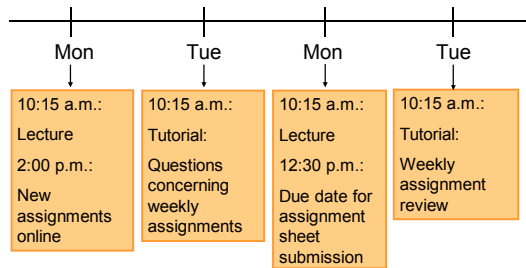 Mon
Tue
Mon
Tue
10:15 a.m.:
Lecture
2:00 p.m.:
New
assignments
online
10:15 a.m.:
Tutorial:
Questions
concerning
weekly
assignments
10:15 a.m.:
Lecture
12:30 p.m.:
Due date for
assignment
sheet
submission
10:15 a.m.:
Tutorial:
Weekly
assignment
review